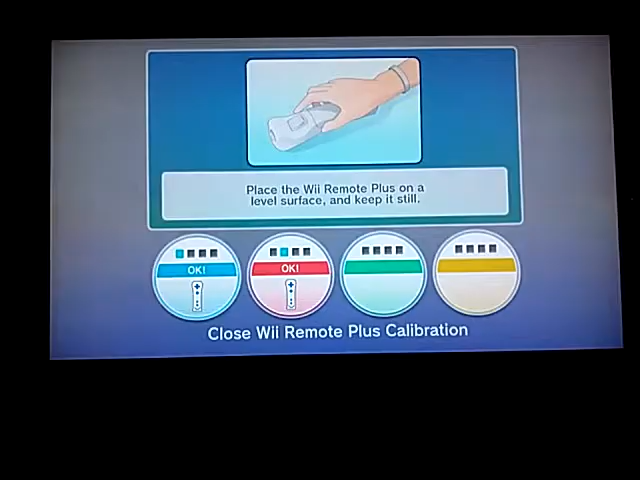 Place the Wii Remote Plus on a
level surface, and keep it still.
OK!
OK!
Close Wii Remote Plus Calibration